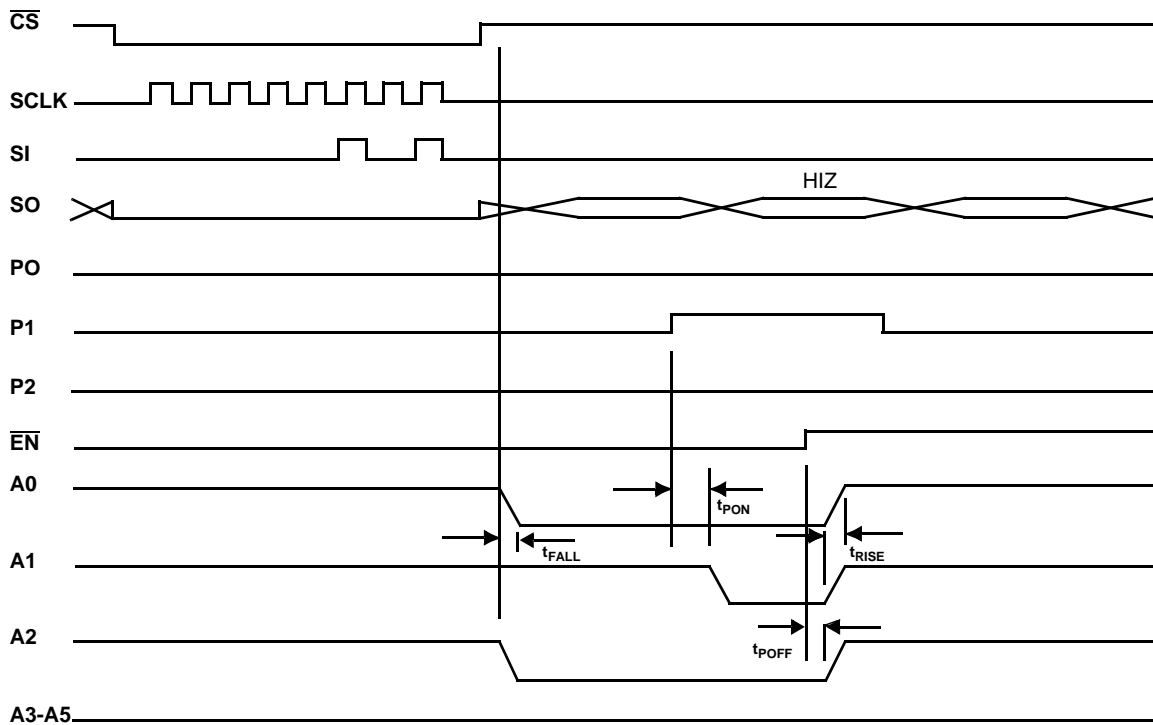 CS
SCLK
SI
SO
HIZ
PO
P1
P2
EN
A0
tPON
tFALL
tRISE
A1
A2
tPOFF
A3-A5